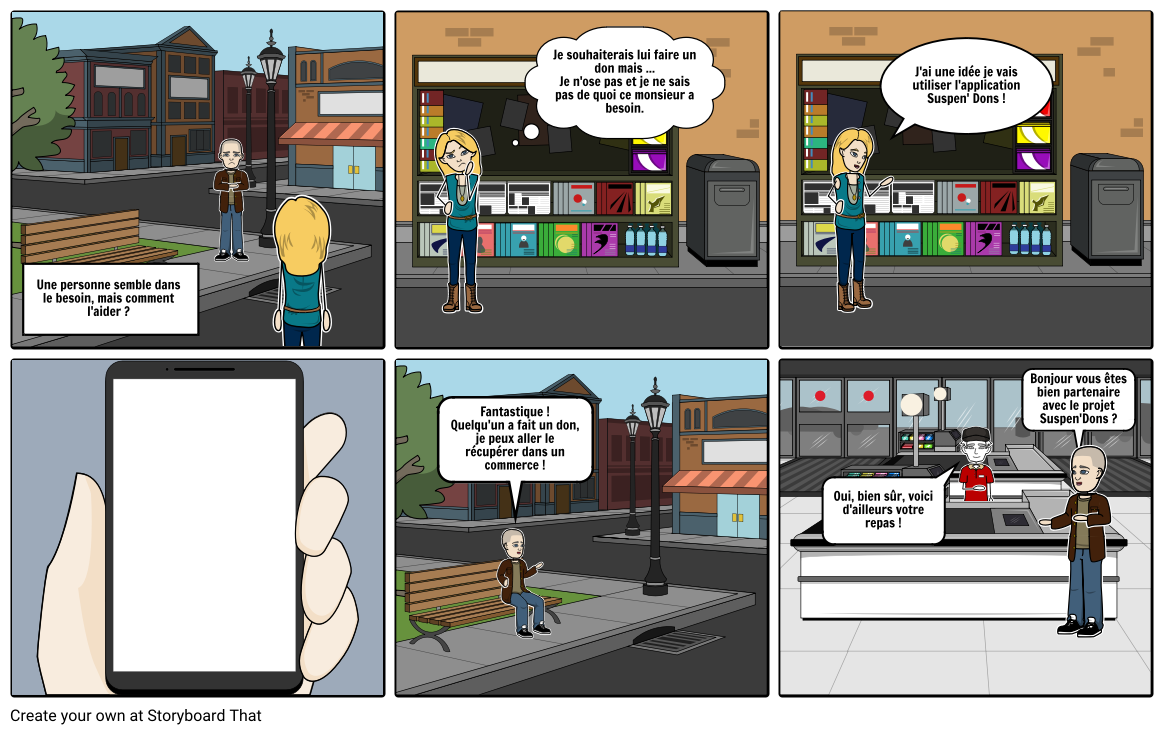 Une personne semble dans
le besoin, mais comment
l'aider ?
Je souhaiterais lui faire un
don mais ...
Je n'ose pas et je ne sais
pas de quoi ce monsieur a
besoin.
J'ai une idée je vais
utiliser l'application
Suspen' Dons !
Fantastique !
Quelqu'un a fait un don,
je peux aller le
récupérer dans un
commerce !
Bonjour vous êtes
bien partenaire
avec le projet
Suspen'Dons ?
Oui, bien sûr, voici
d'ailleurs votre
repas !
Create your own at Storyboard That